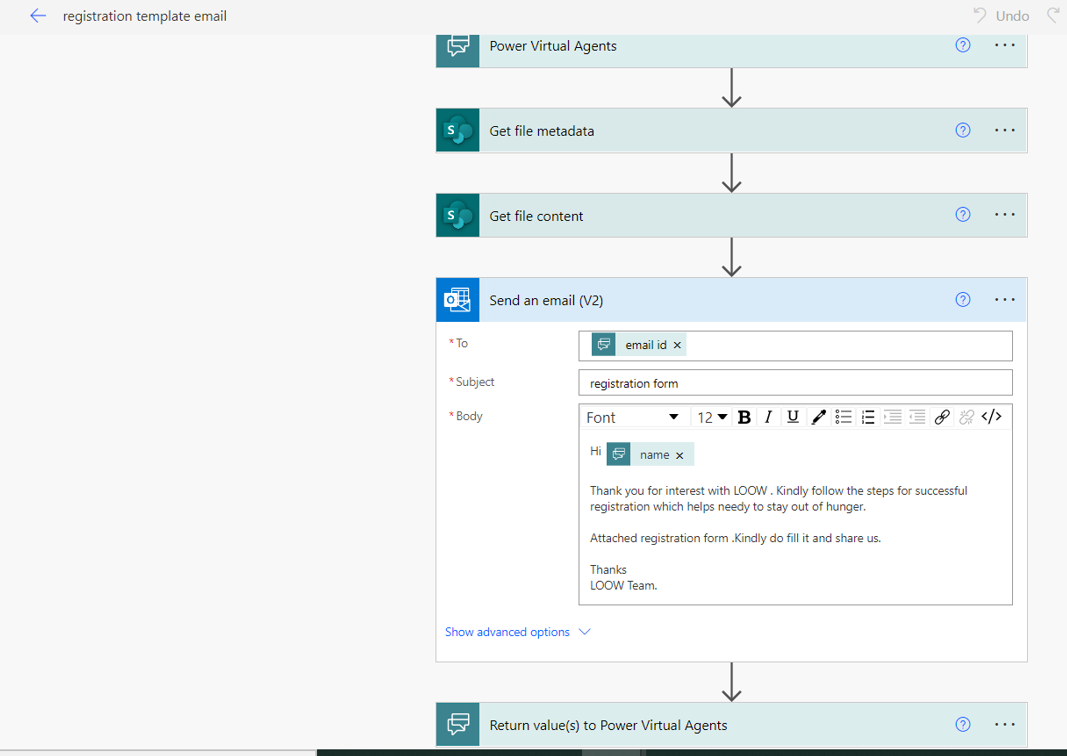 registration template email
Undo
Power Virtual Agents
Get file metadata
Get file content
Send an email (V2)
* To
email id ×
* Subject
registration form
* Body
Font 12 B I U </>
Hi name ×
Thank you for interest with LOOW . Kindly follow the steps for successful
registration which helps needy to stay out of hunger.
Attached registration form .Kindly do fill it and share us.
Thanks
LOOW Team.
Show advanced options
Return value(s) to Power Virtual Agents